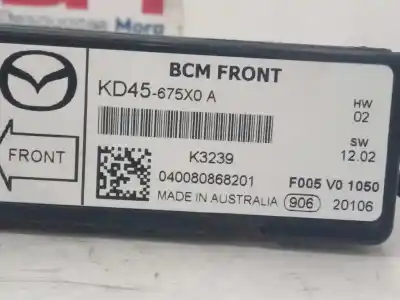 BCM FRONT
KD45-675X0 A
HW
02
FRONT
K3239
SW
12.02
040080868201
F005 V0 1050
MADE IN AUSTRALIA
906
20106